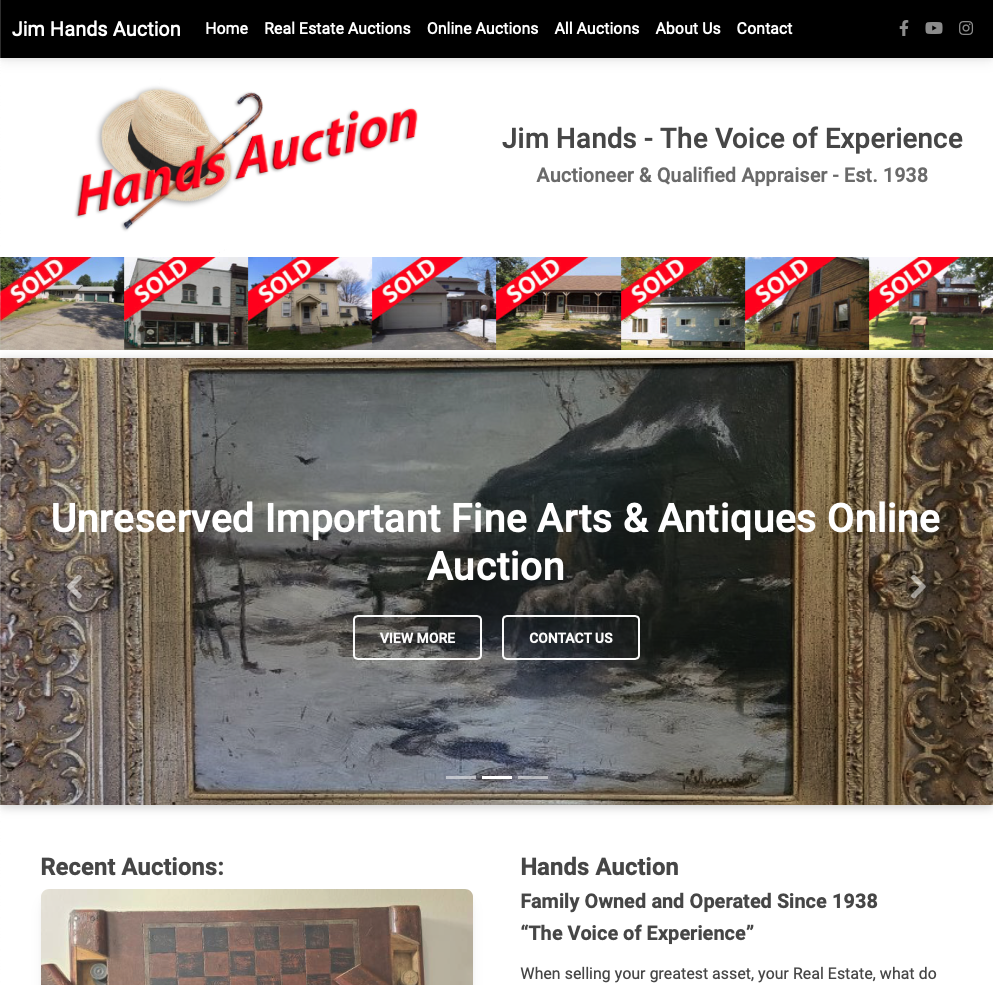 Jim Hands Auction Home Real Estate Auctions Online Auctions All Auctions About Us Contact
Hands Auction
Jim Hands - The Voice of Experience
Auctioneer & Qualified Appraiser - Est. 1938
SOLD SOLD SOLD SOLD SOLD SOLD SOLD SOLD
Unreserved Important Fine Arts & Antiques Online
Auction
VIEW MORE CONTACT US
Recent Auctions:
Hands Auction
Family Owned and Operated Since 1938
“The Voice of Experience”
When selling your greatest asset, your Real Estate, what do